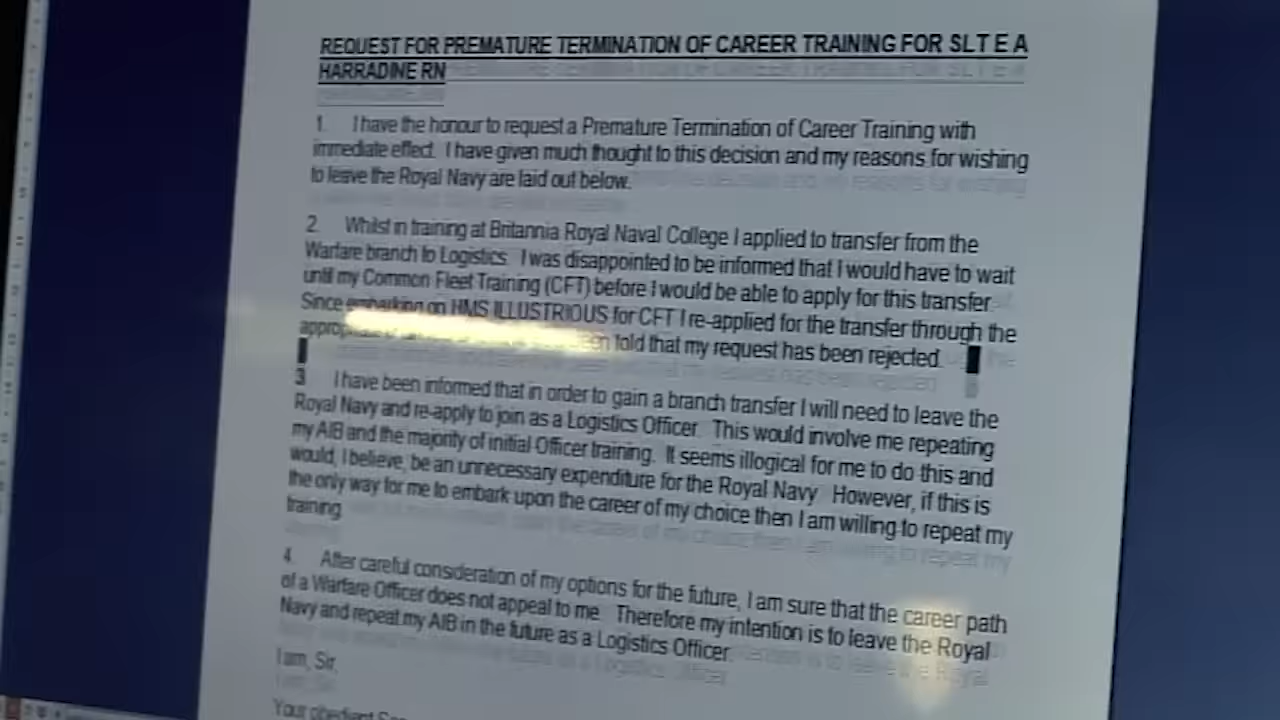 REQUEST FOR PREMATURE TERMINATION OF CAREER TRAINING FOR SLT E A
HARRADINE RN
1. I have the honour to request a Premature Termination of Career Training with
immediate effect. I have given much thought to this decision and my reasons for wishing
to leave the Royal Navy are laid out below.
2. Whilst in training at Britannia Royal Naval College I applied to transfer from the
Warfare branch to Logistics. I was disappointed to be informed that I would have to wait
until my Common Fleet Training (CFT) before I would be able to apply for this transfer.
Since embarking on HMS ILLUSTRIOUS for CFT I re-applied for the transfer through the
told that my request has been rejected.
3 I have been informed that in order to gain a branch transfer I will need to leave the
Royal Navy and re-apply to join as a Logistics Officer. This would involve me repeating
my AIB and the majority of initial Officer training. It seems illogical for me to do this and
would, I believe, be an unnecessary expenditure for the Royal Navy. However, if this is
the only way for me to embark upon the career of my choice then I am willing to repeat my
training
4. After careful consideration of my options for the future, I am sure that the career path
of a Warfare Officer does not appeal to me. Therefore my intention is to leave the Royal
Navy and repeat my AIB in the future as a Logistics Officer.
I am, Sir,
Your obedient